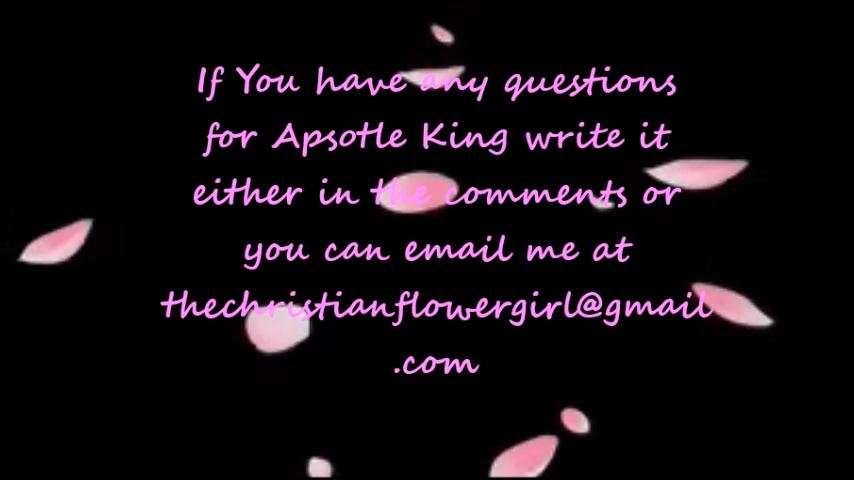 If You have any questions
for Apsotle King write it
either in the comments or
you can email me at
thechristianflowergirl@gmail
.com